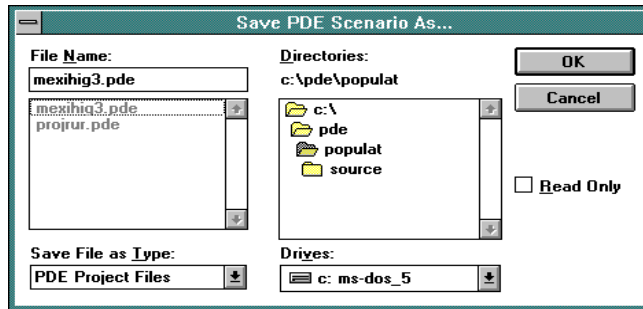 Save PDE Scenario As...
File Name:
mexihig3.pde
mexihig3.pde
projrur.pde
Save File as Type:
PDE Project Files
Directories:
c:\pde\populat
c:\
pde
populat
source
Drives:
c: ms-dos_5
OK
Cancel
Read Only